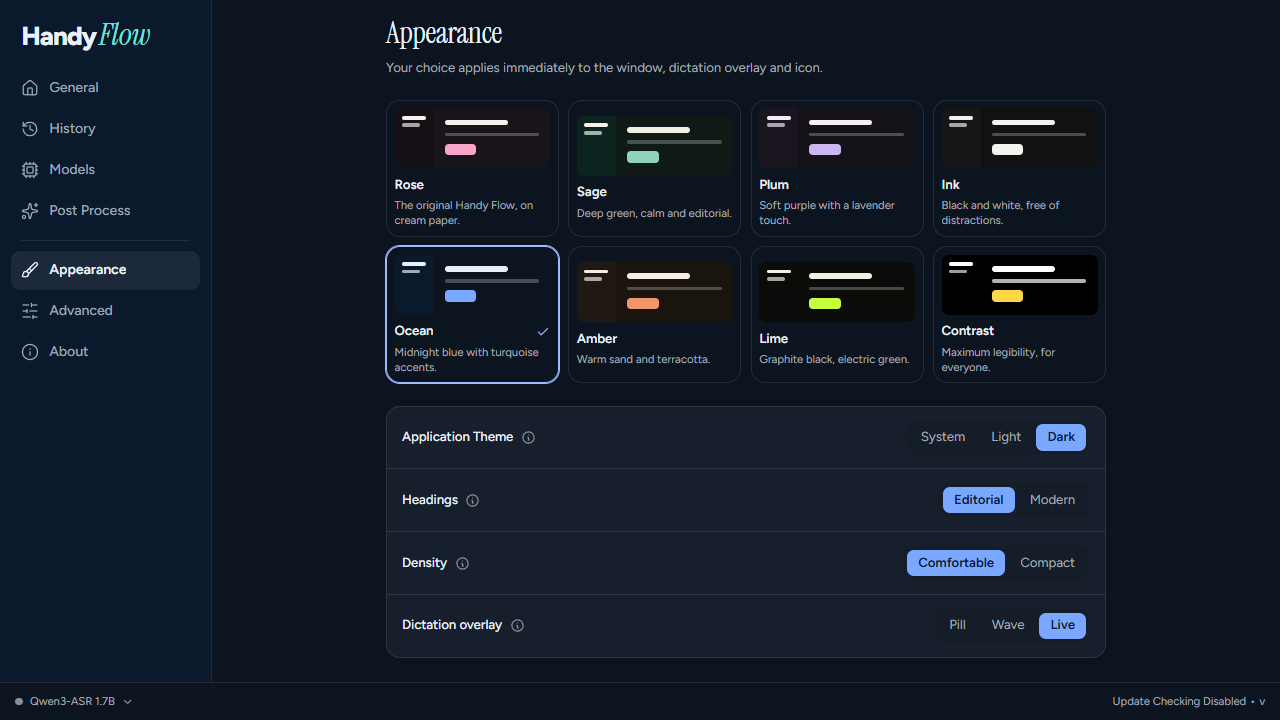 Handy Flow
General
History
Models
Post Process
Appearance
Advanced
About
Appearance
Your choice applies immediately to the window, dictation overlay and icon.
Rose
The original Handy Flow, on
cream paper.
Sage
Deep green, calm and editorial.
Plum
Soft purple with a lavender
touch.
Ink
Black and white, free of
distractions.
Ocean
Midnight blue with turquoise
accents.
Amber
Warm sand and terracotta.
Lime
Graphite black, electric green.
Contrast
Maximum legibility, for
everyone.
Application Theme
System Light Dark
Headings
Editorial Modern
Density
Comfortable Compact
Dictation overlay
Pill Wave Live
Qwen3-ASR 1.7B
Update Checking Disabled • v